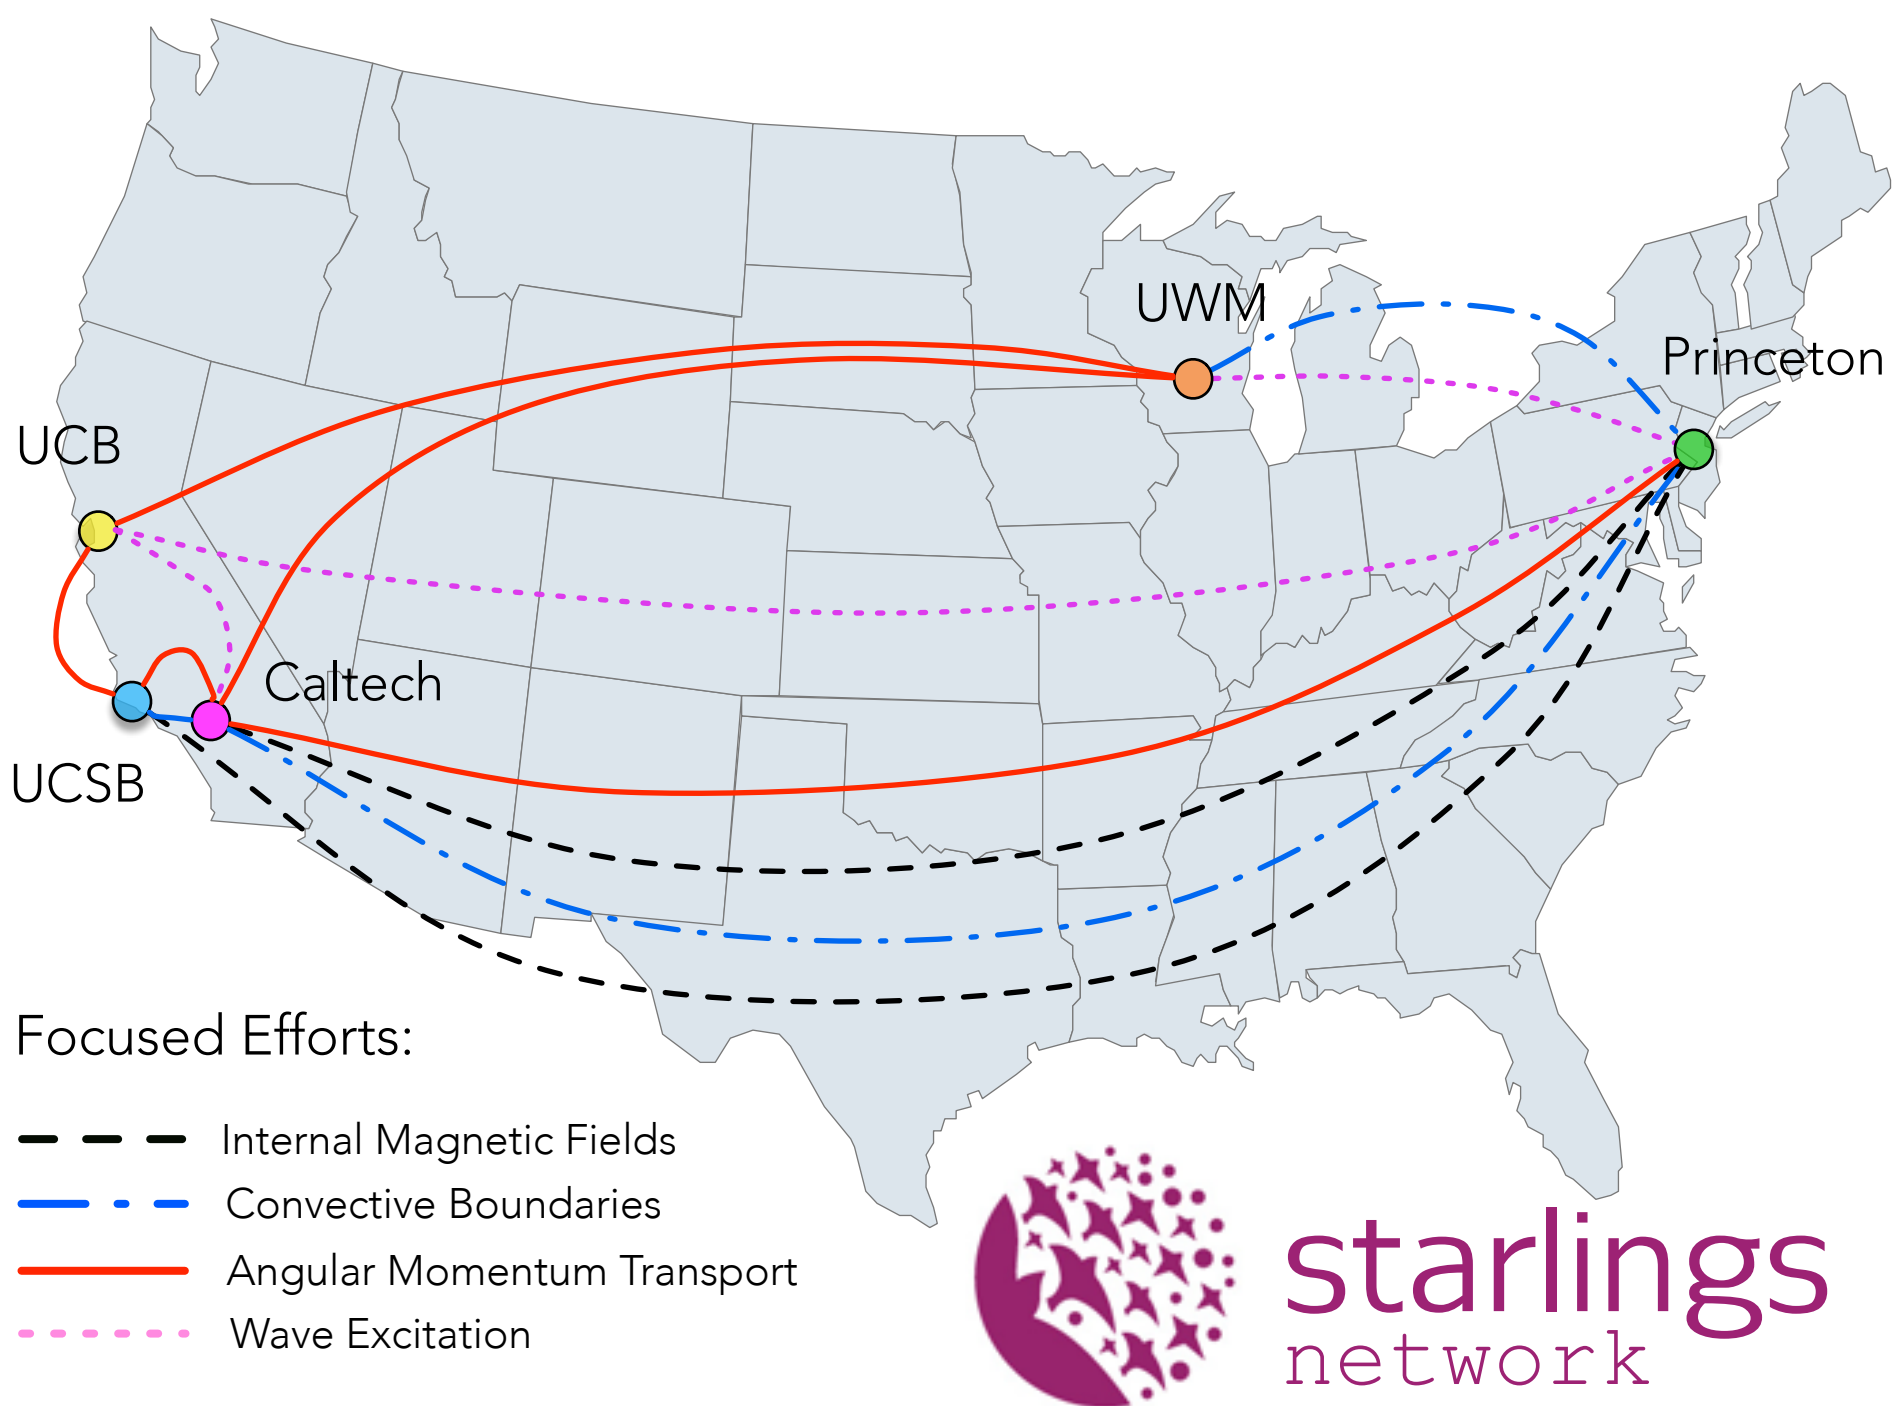 UWM
Princeton
UCB
Caltech
UCSB
Focused Efforts:
Internal Magnetic Fields
Convective Boundaries
Angular Momentum Transport
Wave Excitation
starlings
network